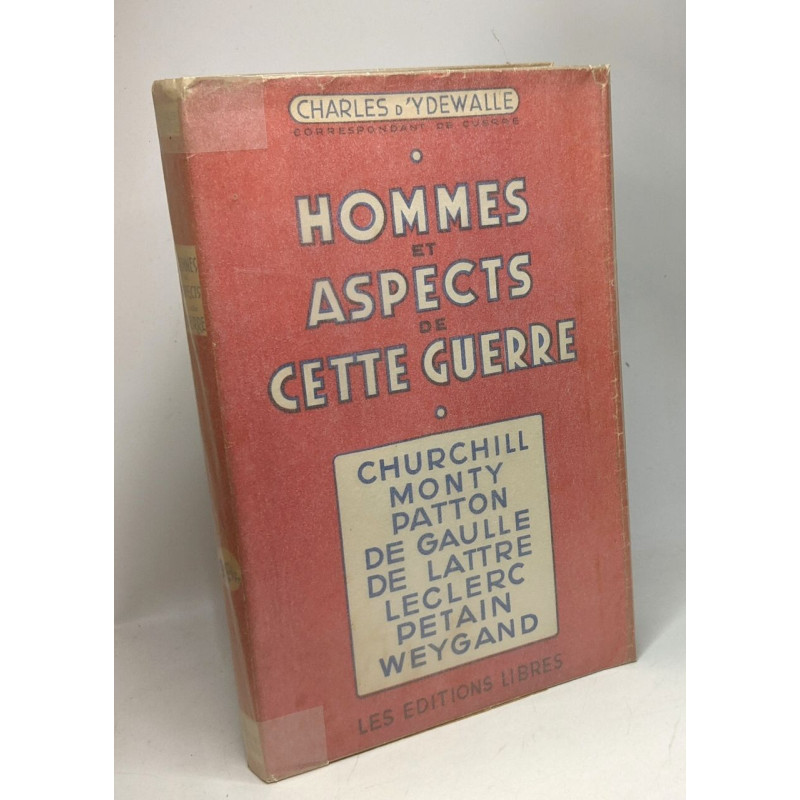 CHARLES D'YDEWALLE
CORRESPONDANT DE GUERRE
HOMMES
ET
ASPECTS
DE
CETTE GUERRE
CHURCHILL
MONTY
PATTON
DE GAULLE
DE LATTRE
LECLERC
PETAIN
WEYGAND
LES EDITIONS LIBRES